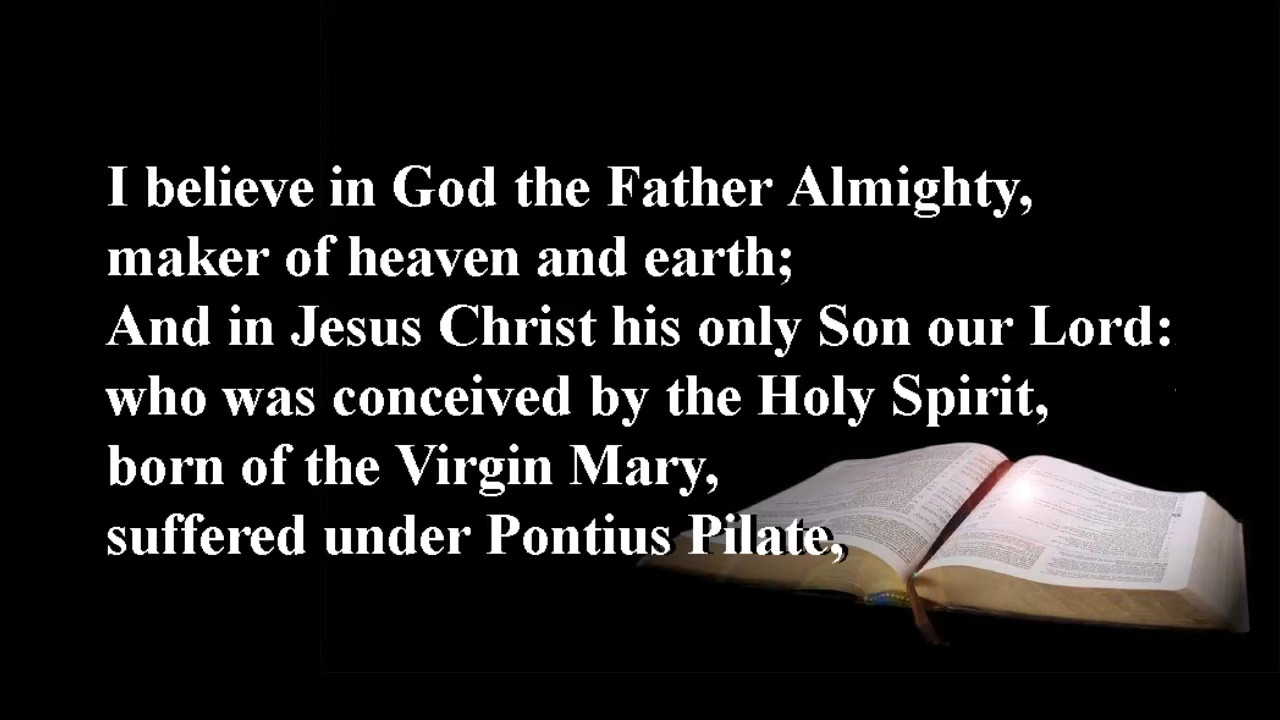 I believe in God the Father Almighty,
maker of heaven and earth;
And in Jesus Christ his only Son our Lord:
who was conceived by the Holy Spirit,
born of the Virgin Mary,
suffered under Pontius Pilate,